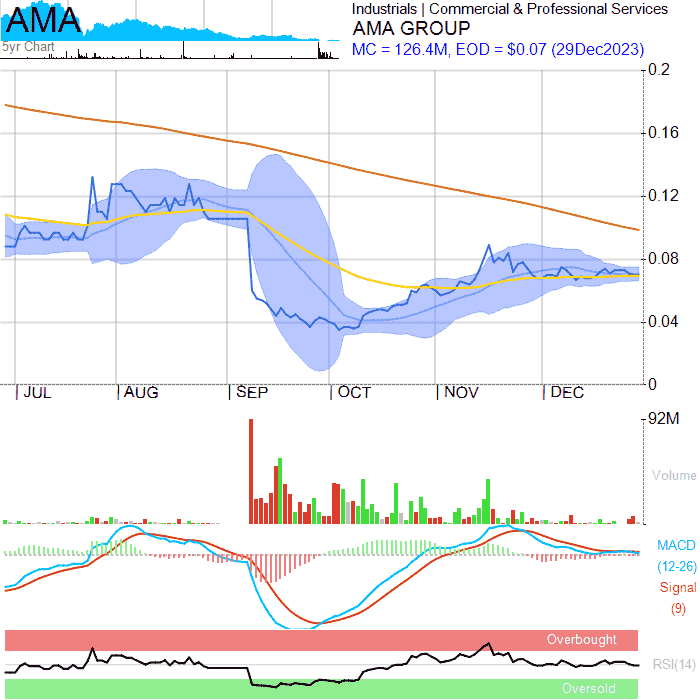 AMA
5yr Chart
Industrials | Commercial & Professional Services
AMA GROUP
MC = 126.4M, EOD = $0.07 (29Dec2023)
0.2
0.16
0.12
0.08
0.04
0
JUL AUG SEP OCT NOV DEC
92M
Volume
MACD
(12-26)
Signal
(9)
Overbought
RSI(14)
Oversold